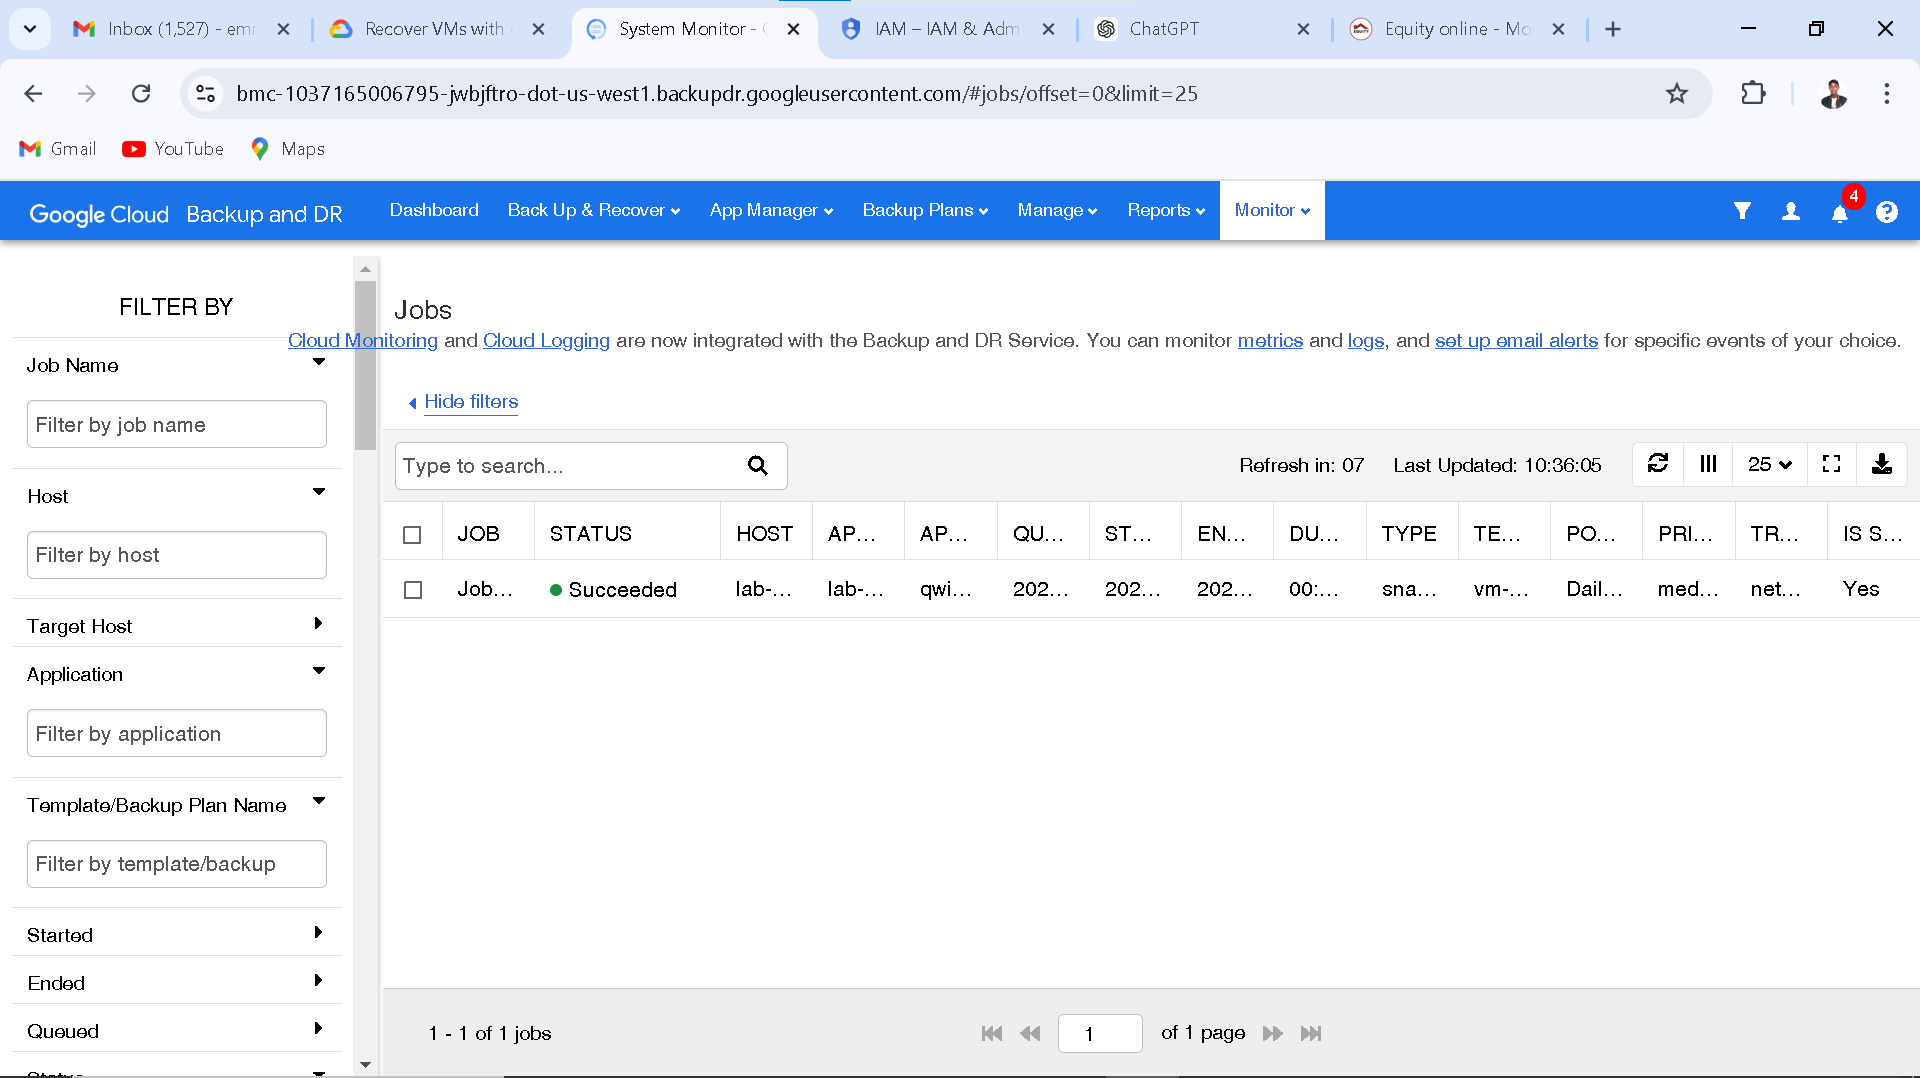 Inbox (1,527) - emr
Recover VMs with
System Monitor -
IAM – IAM & Adm
ChatGPT
Equity online - Mo
bmc-1037165006795-jwbjftro-dot-us-west1.backupdr.googleusercontent.com/#jobs/offset=0&limit=25
Gmail
YouTube
Maps
Google Cloud Backup and DR
Dashboard
Back Up & Recover
App Manager
Backup Plans
Manage
Reports
Monitor
4
FILTER BY
Job Name
Filter by job name
Host
Filter by host
Target Host
Application
Filter by application
Template/Backup Plan Name
Filter by template/backup
Started
Ended
Queued
Status
Jobs
Cloud Monitoring and Cloud Logging are now integrated with the Backup and DR Service. You can monitor metrics and logs, and set up email alerts for specific events of your choice.
Hide filters
Type to search...
Refresh in: 07
Last Updated: 10:36:05
25
JOB STATUS HOST AP... AP... QU... ST... EN... DU... TYPE TE... PO... PRI... TR... IS S...
Job... Succeeded lab-... lab-... qwi... 202... 202... 202... 00:... sna... vm-... Dail... med... net... Yes
1 - 1 of 1 jobs
1
of 1 page